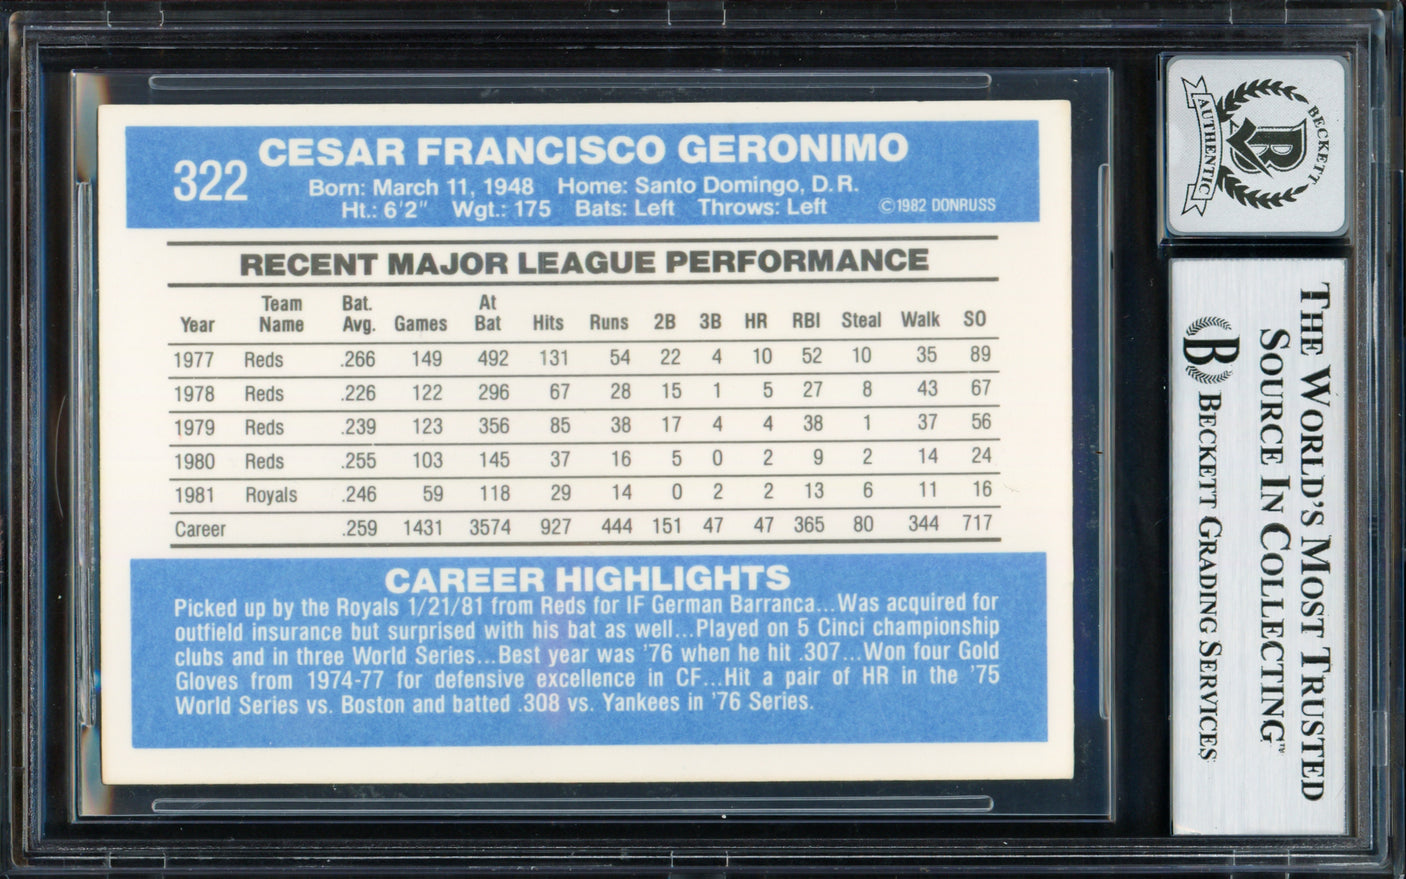 322
CESAR FRANCISCO GERONIMO
Born: March 11, 1948 Home: Santo Domingo, D.R.
Ht.: 6'2" Wgt.: 175 Bats: Left Throws: Left ©1982 DONRUSS
RECENT MAJOR LEAGUE PERFORMANCE
Year Team Name Bat. Avg. Games At Bat Hits Runs 2B 3B HR RBI Steal Walk SO
1977 Reds .266 149 492 131 54 22 4 10 52 10 35 89
1978 Reds .226 122 296 67 28 15 1 5 27 8 43 67
1979 Reds .239 123 356 85 38 17 4 4 38 1 37 56
1980 Reds .255 103 145 37 16 5 0 2 9 2 14 24
1981 Royals .246 59 118 29 14 0 2 2 13 6 11 16
Career .259 1431 3574 927 444 151 47 47 365 80 344 717
CAREER HIGHLIGHTS
Picked up by the Royals 1/21/81 from Reds for IF German Barranca...Was acquired for
outfield insurance but surprised with his bat as well...Played on 5 Cinci championship
clubs and in three World Series...Best year was '76 when he hit .307...Won four Gold
Gloves from 1974-77 for defensive excellence in CF...Hit a pair of HR in the '75
World Series vs. Boston and batted .308 vs. Yankees in '76 Series.
BECKETT
AUTHENTIC
THE WORLD'S MOST TRUSTED
SOURCE IN COLLECTING™
B BECKETT GRADING SERVICES